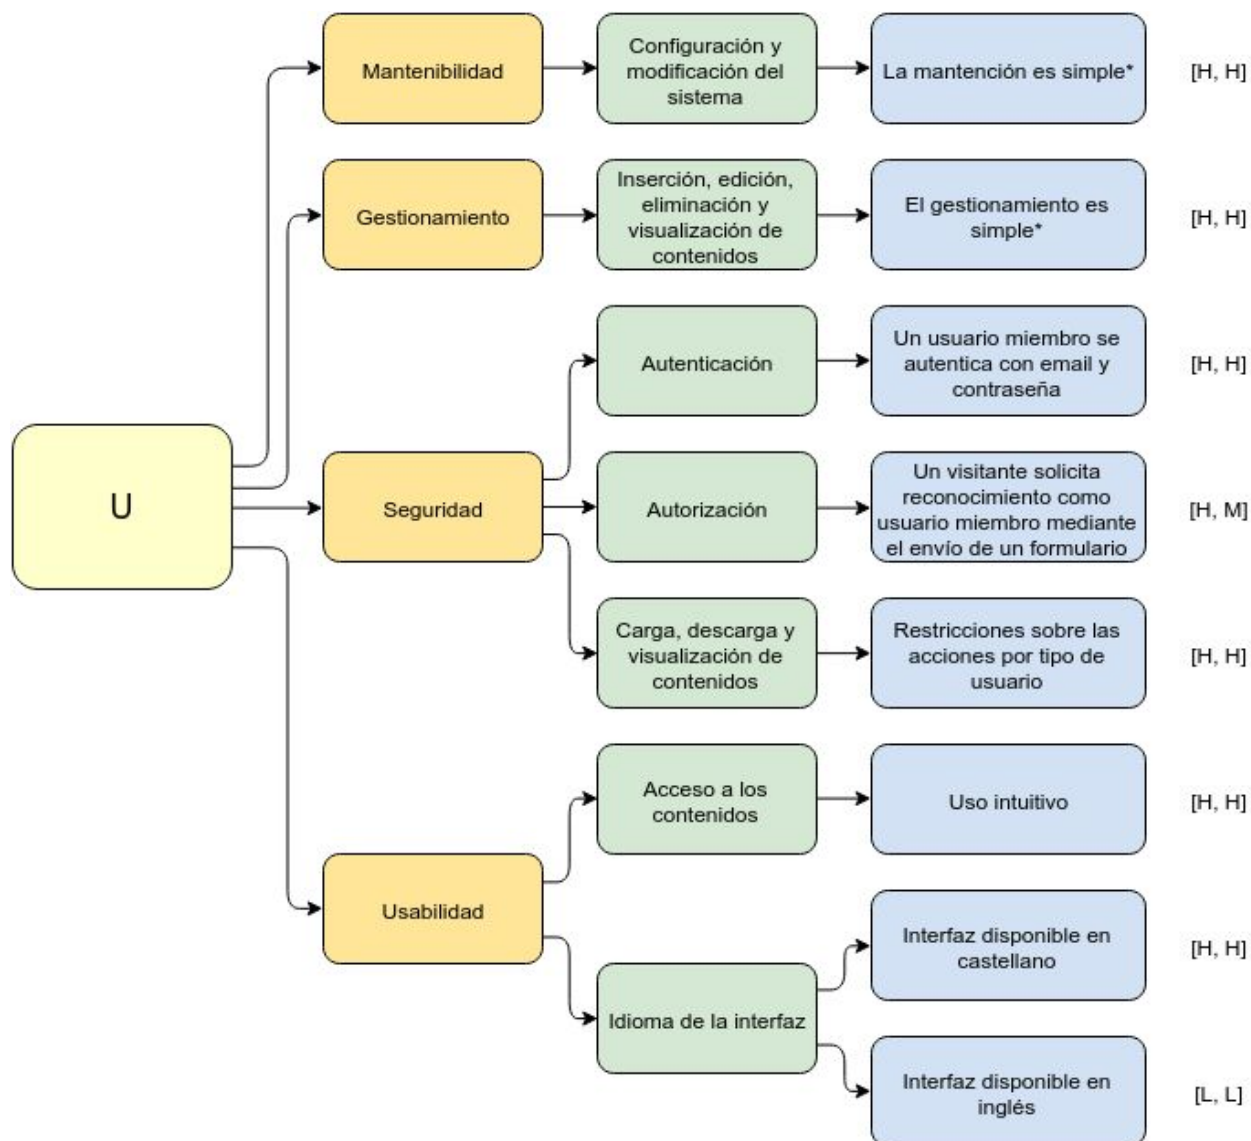 Mantenibilidad
Configuración y
modificación del
sistema
La mantención es simple*
[H, H]
Gestionamiento
Inserción, edición,
eliminación y
visualización de
contenidos
El gestionamiento es
simple*
[H, H]
Autenticación
Un usuario miembro se
autentica con email y
contraseña
[H, H]
U
Seguridad
Autorización
Un visitante solicita
reconocimiento como
usuario miembro mediante
el envío de un formulario
[H, M]
Carga, descarga y
visualización de
contenidos
Restricciones sobre las
acciones por tipo de
usuario
[H, H]
Usabilidad
Acceso a los
contenidos
Uso intuitivo
[H, H]
Idioma de la interfaz
Interfaz disponible en
castellano
[H, H]
Interfaz disponible en
inglés
[L, L]